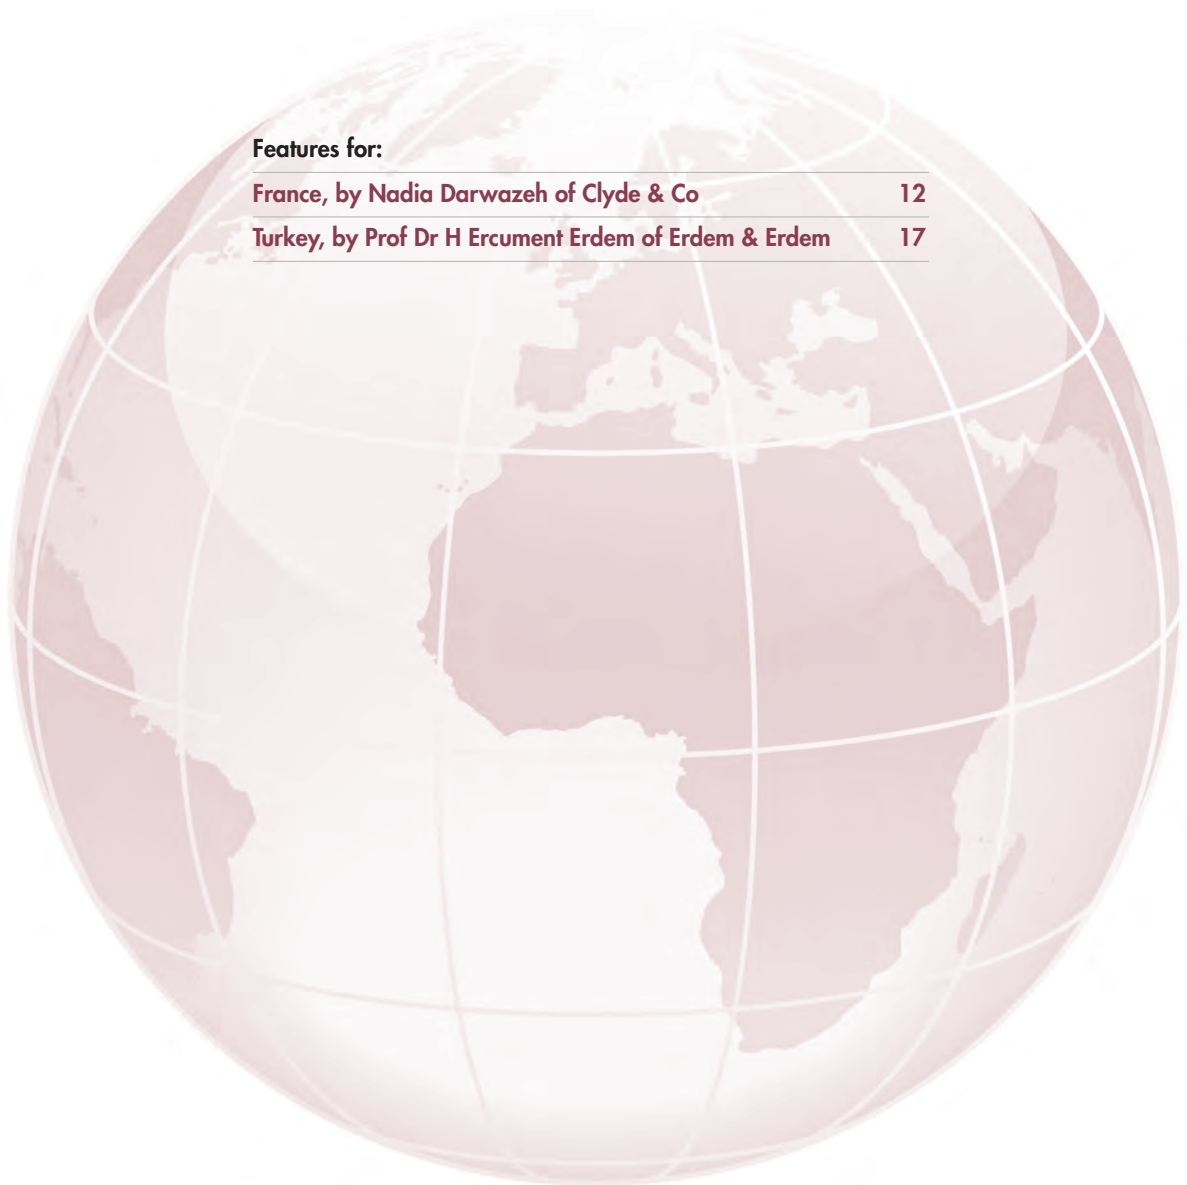 Features for:
France, by Nadia Darwazeh of Clyde & Co 12
Turkey, by Prof Dr H Ercument Erdem of Erdem & Erdem 17